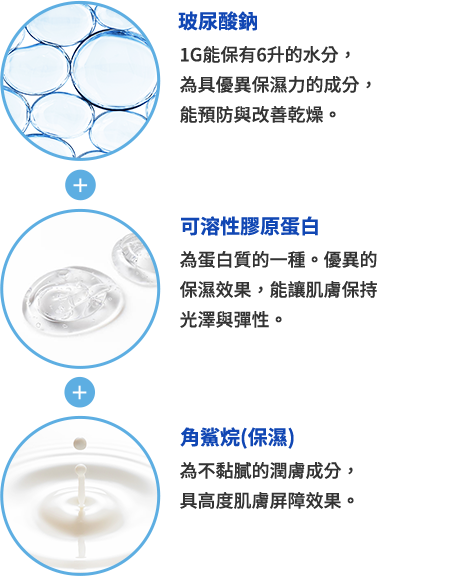 玻尿酸鈉
1G能保有6升的水分，
為具優異保濕力的成分，
能預防與改善乾燥。
+
可溶性膠原蛋白
為蛋白質的一種。優異的
保濕效果，能讓肌膚保持
光澤與彈性。
+
角鯊烷(保濕)
為不黏膩的潤膚成分，
具高度肌膚屏障效果。